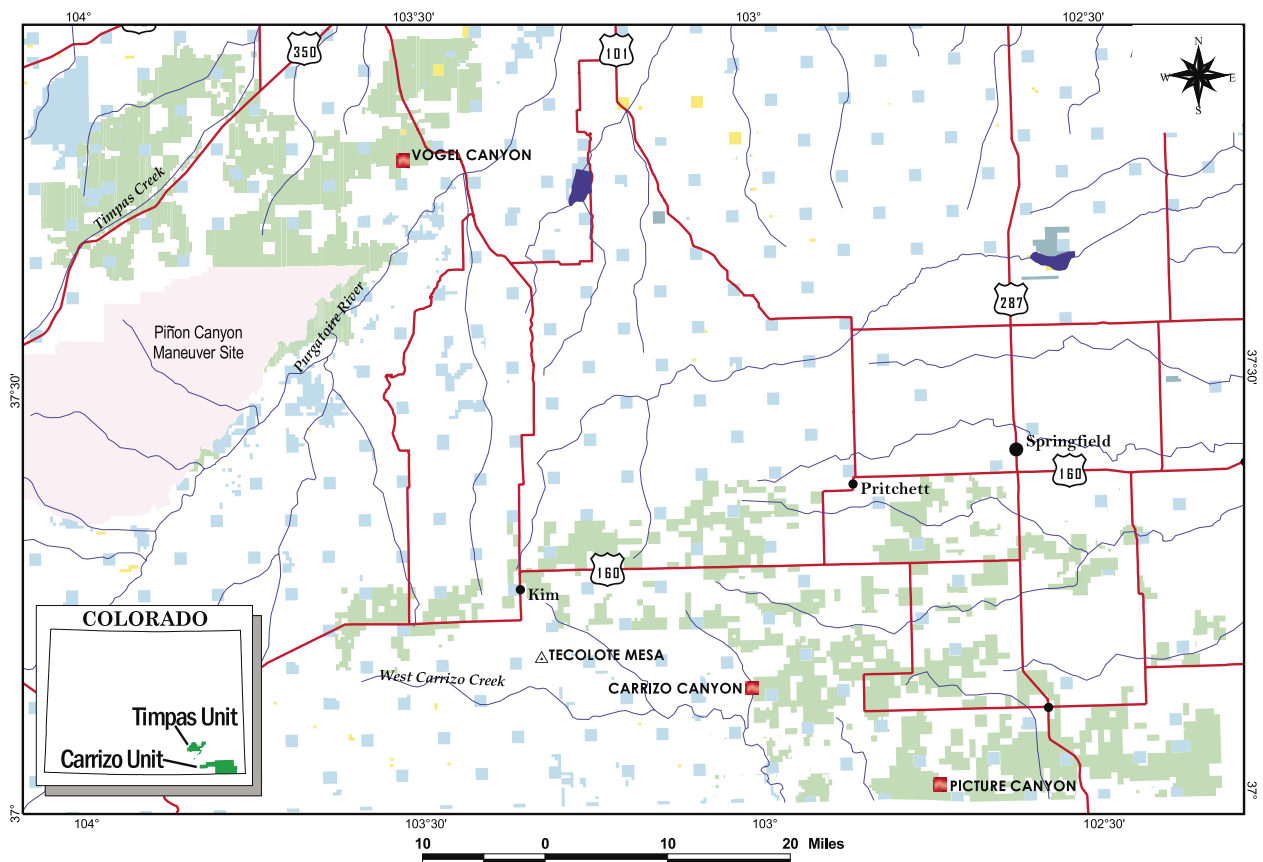 104°
103°30'
103°
102°30'
350
101
N
W
E
S
VOGEL CANYON
Timpas Creek
287
Purgatoire River
Piñon Canyon
Maneuver Site
37°30'
37°30'
Springfield
160
Pritchett
160
Kim
COLORADO
TECOLOTE MESA
West Carrizo Creek
CARRIZO CANYON
Timpas Unit
Carrizo Unit
PICTURE CANYON
37°
37°
104°
103°30'
103°
102°30'
10 0 10 20 Miles